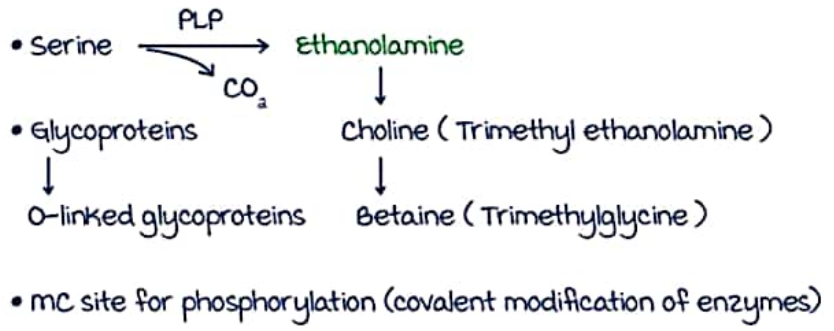 PLP
• Serine → Ethanolamine
CO₂
↓
• Glycoproteins Choline ( Trimethyl ethanolamine )
↓ ↓
O-linked glycoproteins Betaine ( Trimethylglycine )
• mc site for phosphorylation (covalent modification of enzymes)